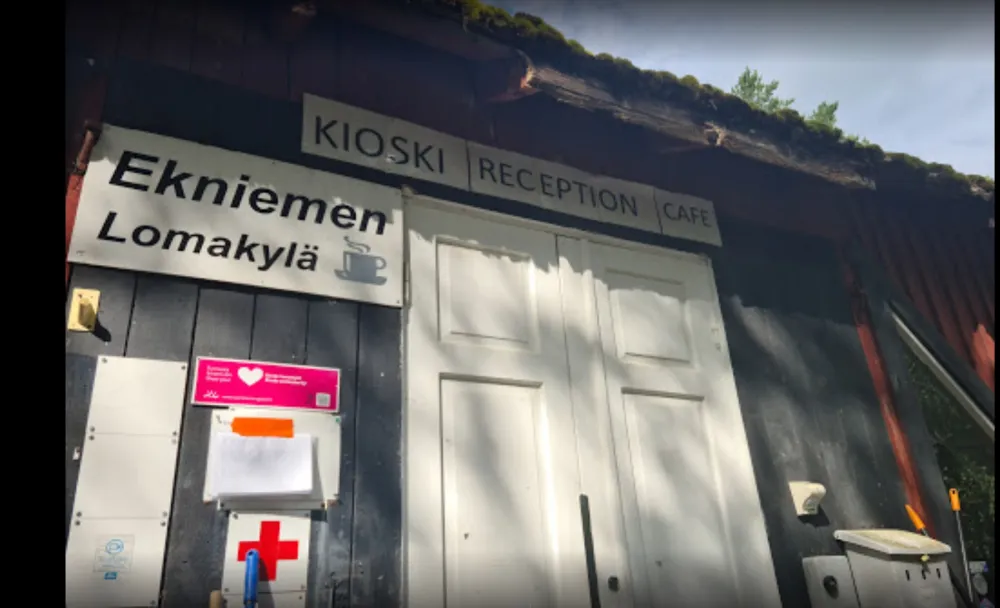 KIOSKI RECEPTION CAFE
Ekniemen
Lomakylä